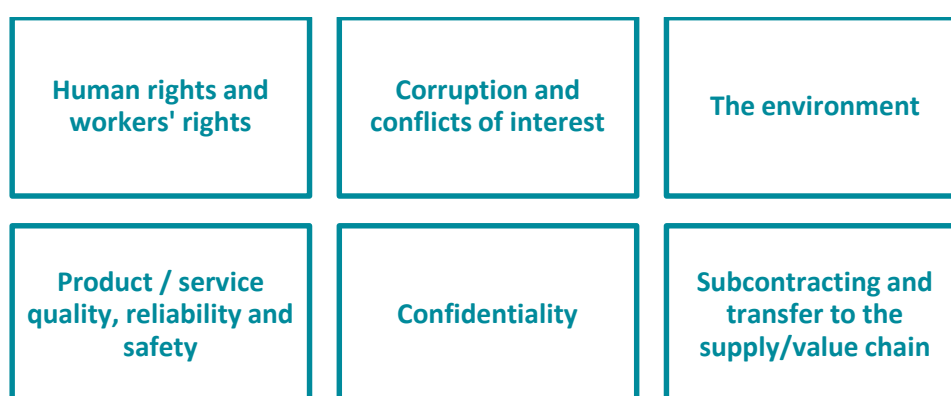 Human rights and
workers' rights
Corruption and
conflicts of interest
The environment
Product / service
quality, reliability and
safety
Confidentiality
Subcontracting and
transfer to the
supply/value chain